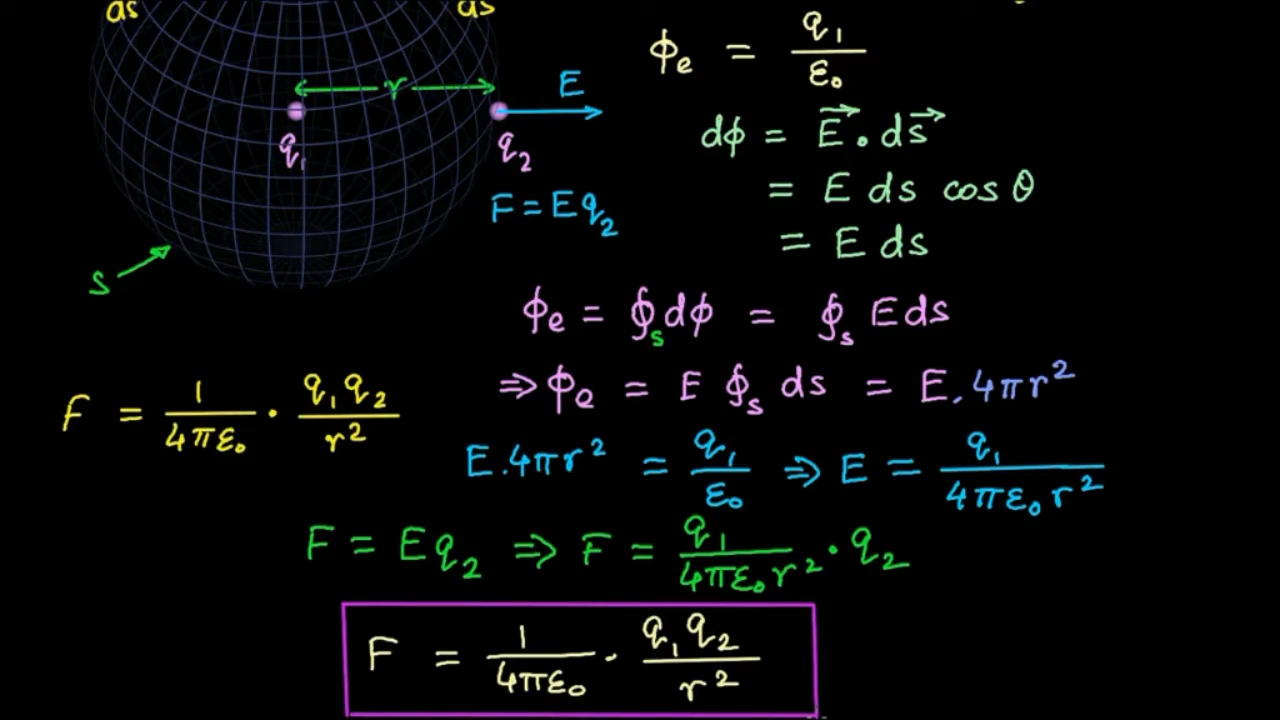 ds ds
φe = q₁/ε₀
r
E
q₁ q₂
dφ = E⃗ . ds⃗
= E ds cos θ
F = Eq₂
= E ds
S
φe = ∮s dφ = ∮s E ds
⇒ φe = E ∮s ds = E . 4πr²
F = 1/4πε₀ · q₁q₂/r²
E . 4πr² = q₁/ε₀ ⇒ E = q₁/4πε₀r²
F = Eq₂ ⇒ F = q₁/4πε₀r² · q₂
F = 1/4πε₀ · q₁q₂/r²